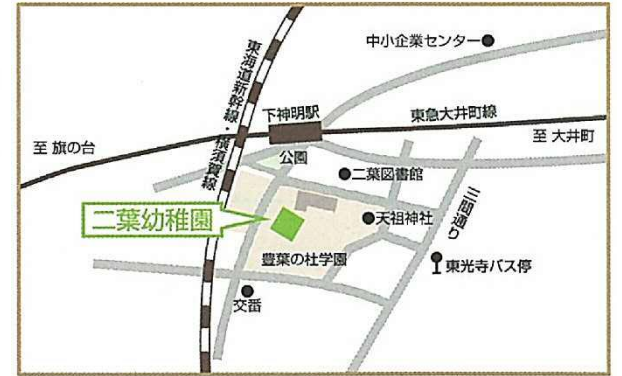 中小企業センター
東海道新幹線・横須賀線
下神明駅
東急大井町線
至 旗の台
至 大井町
公園
二葉図書館
二葉幼稚園
天祖神社
三間通り
豊葉の杜学園
東光寺バス停
交番